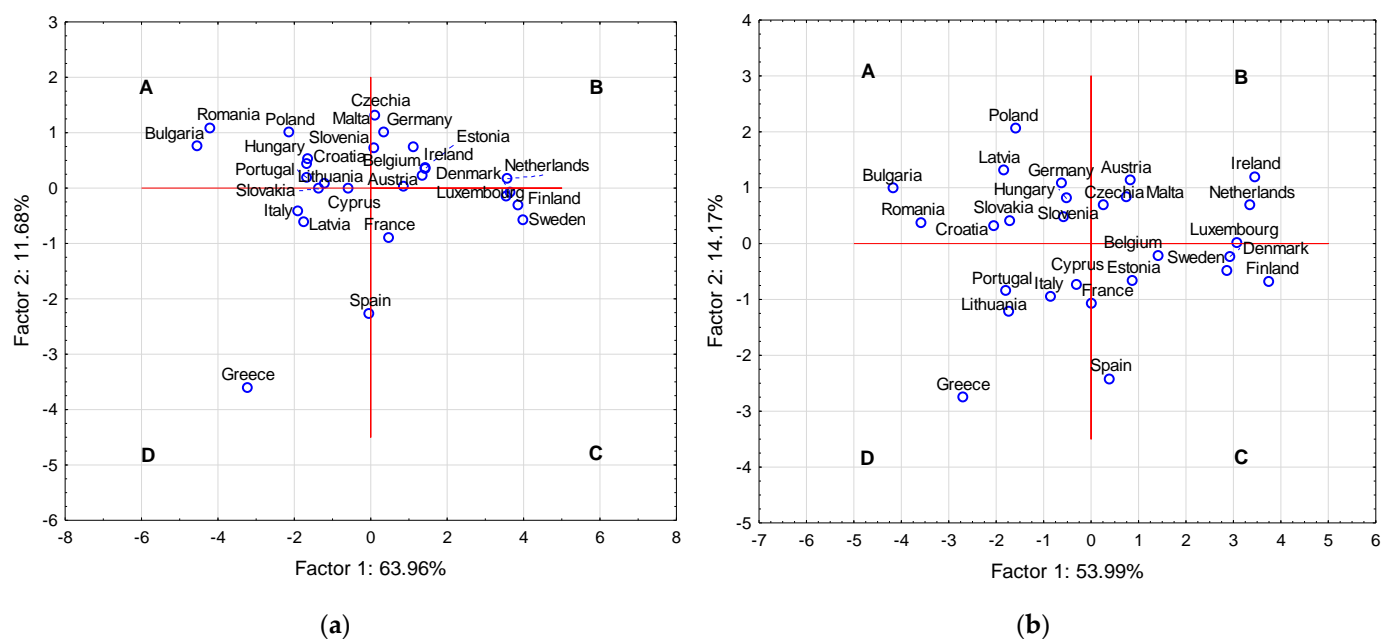 3
2
1
0
-1
-2
-3
-4
-5
-6
Factor 2: 11.68%
A
B
Czechia
Romania
Poland
Malta
Germany
Bulgaria
Slovenia
Estonia
Hungary
Croatia
Belgium
Ireland
Portugal
Netherlands
Lithuania
Austria
Denmark
Slovakia
Luxembourg
Finland
Italy
Cyprus
Latvia
France
Sweden
Spain
Greece
D
C
-8
-6
-4
-2
0
2
4
6
8
Factor 1: 63.96%
(a)
4
3
2
1
0
-1
-2
-3
-4
-5
Factor 2: 14.17%
A
B
Poland
Latvia
Germany
Austria
Ireland
Bulgaria
Hungary
Czechia
Malta
Netherlands
Romania
Slovakia
Slovenia
Croatia
Luxembourg
Belgium
Denmark
Sweden
Cyprus
Estonia
Finland
Portugal
Italy
Lithuania
France
Spain
Greece
D
C
-7
-6
-5
-4
-3
-2
-1
0
1
2
3
4
5
6
Factor 1: 53.99%
(b)